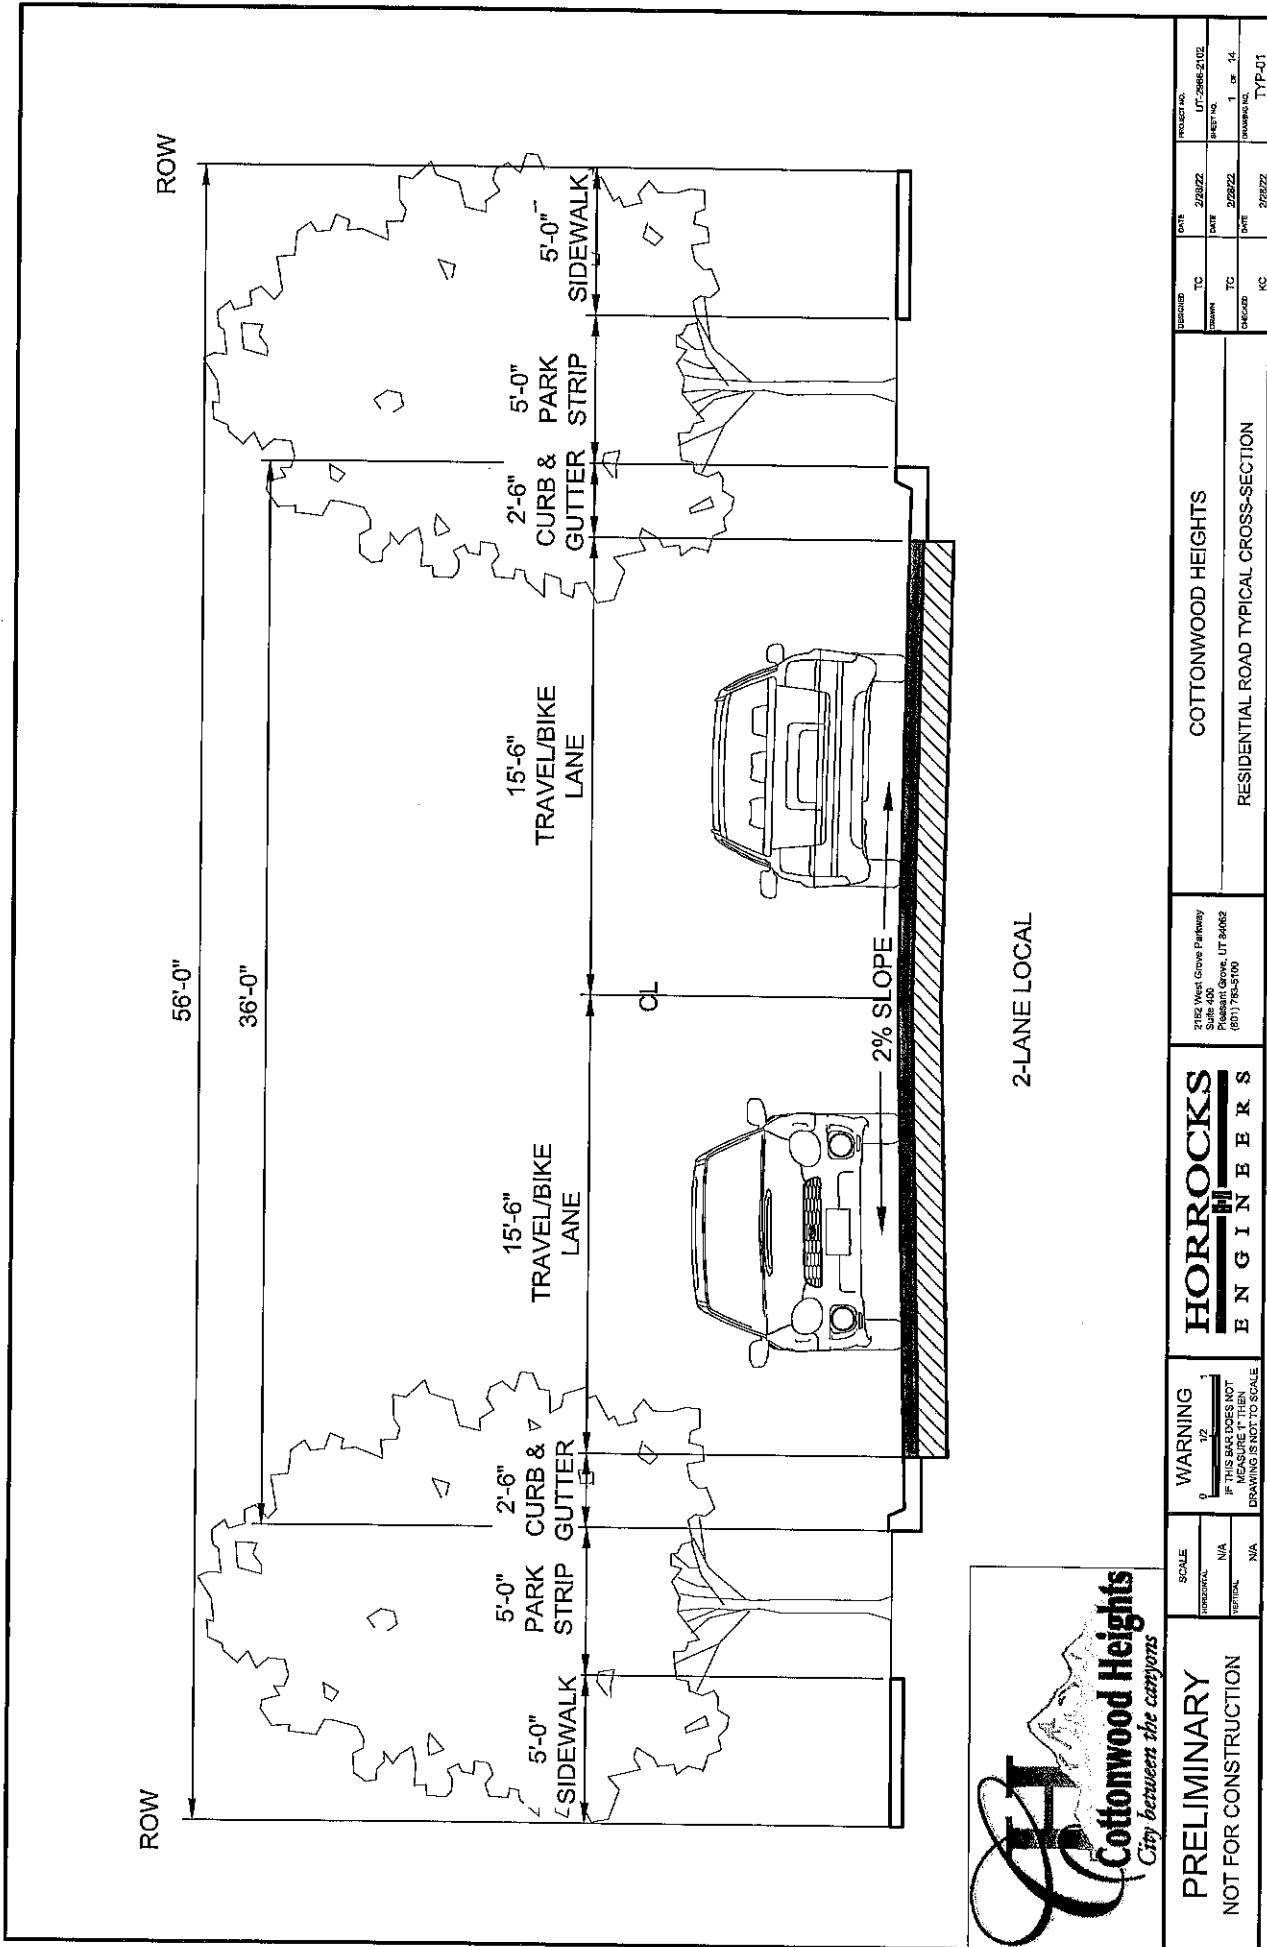 ROW
ROW
56'-0"
36'-0"
5'-0"
SIDEWALK
5'-0"
PARK
STRIP
2'-6"
CURB &
GUTTER
15'-6"
TRAVEL/BIKE
LANE
15'-6"
TRAVEL/BIKE
LANE
2'-6"
CURB &
GUTTER
5'-0"
PARK
STRIP
5'-0"
SIDEWALK
CL
2% SLOPE
2-LANE LOCAL
CH
Cottonwood Heights
City between the canyons
PRELIMINARY
NOT FOR CONSTRUCTION
SCALE
HORIZONTAL
N/A
VERTICAL
N/A
WARNING
0 1/2 1
IF THIS BAR DOES NOT
MEASURE 1" THEN
DRAWING IS NOT TO SCALE
HORROCKS
H
ENGINEERS
2162 West Grove Parkway
Suite 400
Pleasant Grove, UT 84062
(801) 763-5100
COTTONWOOD HEIGHTS
RESIDENTIAL ROAD TYPICAL CROSS-SECTION
DESIGNED TC
DATE 2/28/22
PROJECT NO. UT-2966-2102
DRAWN TC
DATE 2/28/22
SHEET NO. 1 OF 14
CHECKED KC
DATE 2/28/22
DRAWING NO. TYP-01